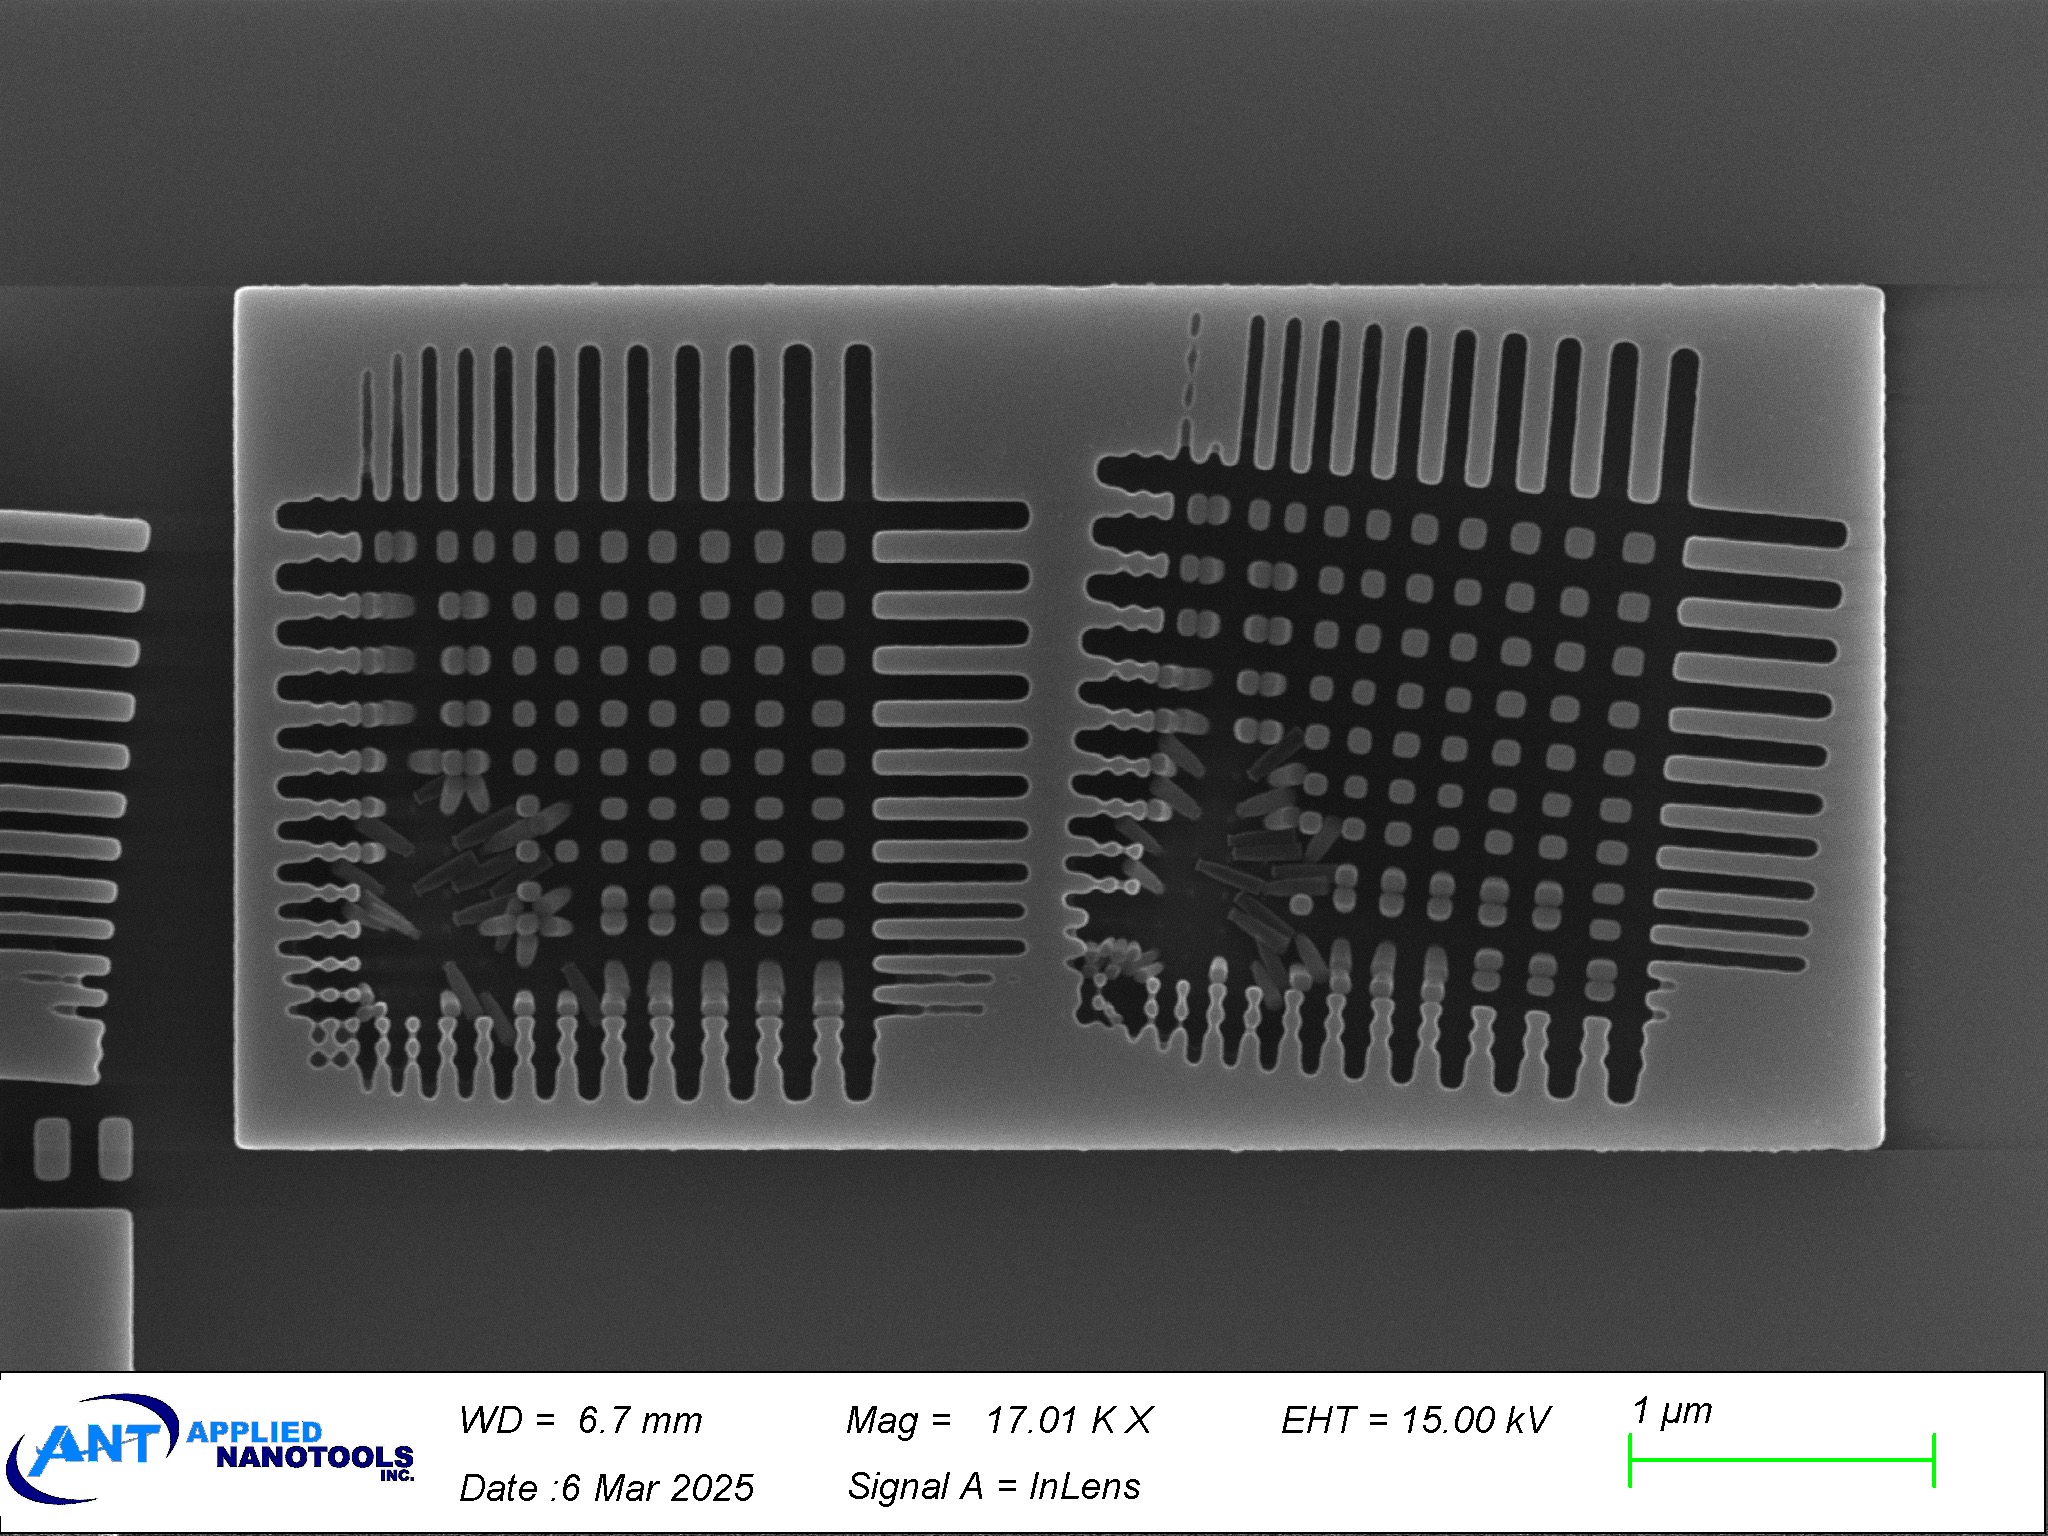 ANT APPLIED
NANOTOOLS
INC.
WD = 6.7 mm
Mag = 17.01 K X
EHT = 15.00 kV
1 µm
Date :6 Mar 2025
Signal A = InLens